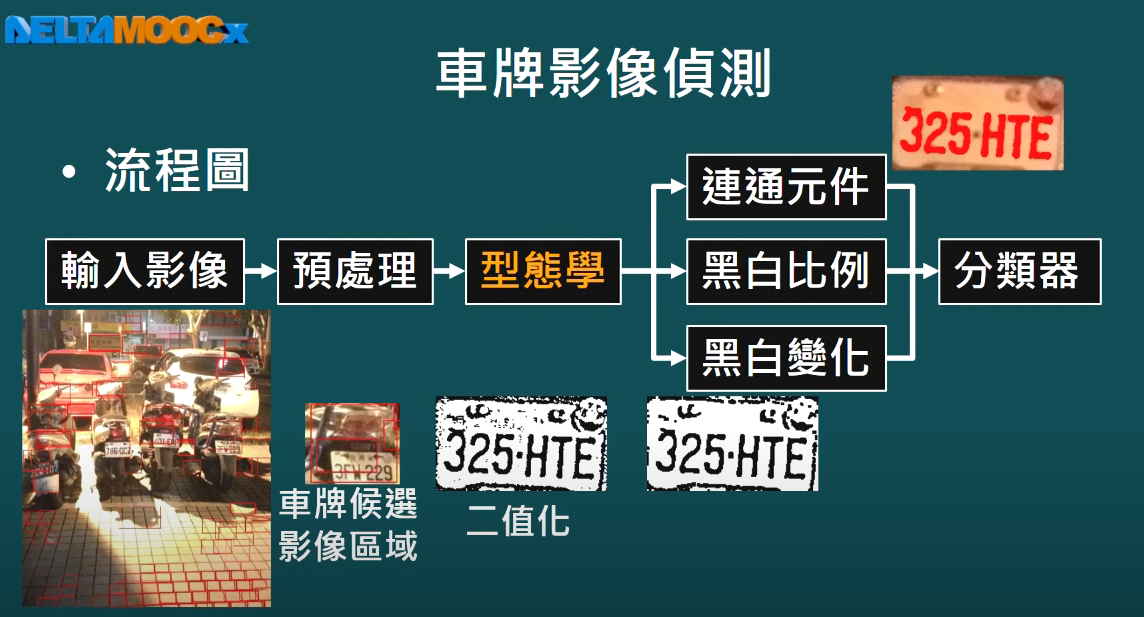 DELTAMOOCx
車牌影像偵測
325·HTE
• 流程圖
連通元件
輸入影像
預處理
型態學
黑白比例
分類器
黑白變化
786·GCZ
3FW·229
3FW-229
325·HTE
325·HTE
車牌候選
影像區域
二值化